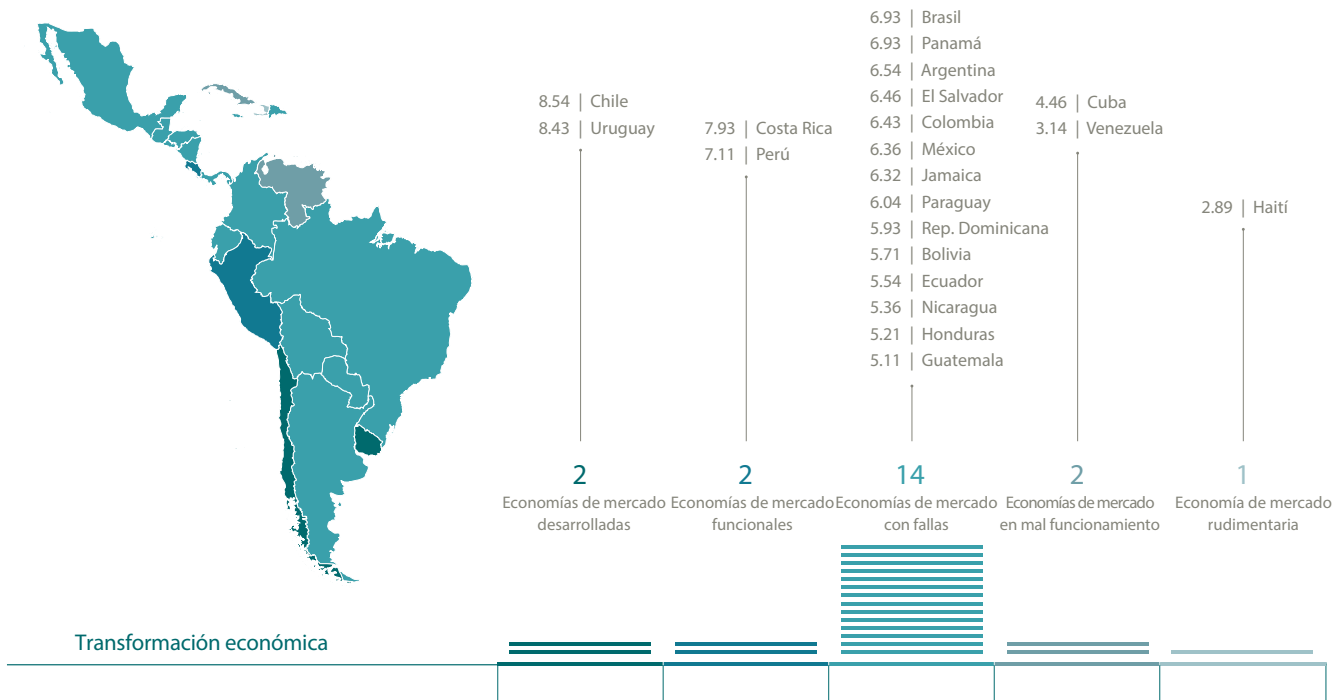 8.54 | Chile
8.43 | Uruguay
2
Economías de mercado
desarrolladas
7.93 | Costa Rica
7.11 | Perú
2
Economías de mercado
funcionales
6.93 | Brasil
6.93 | Panamá
6.54 | Argentina
6.46 | El Salvador
6.43 | Colombia
6.36 | México
6.32 | Jamaica
6.04 | Paraguay
5.93 | Rep. Dominicana
5.71 | Bolivia
5.54 | Ecuador
5.36 | Nicaragua
5.21 | Honduras
5.11 | Guatemala
14
Economías de mercado
con fallas
4.46 | Cuba
3.14 | Venezuela
2
Economías de mercado
en mal funcionamiento
2.89 | Haití
1
Economía de mercado
rudimentaria
Transformación económica